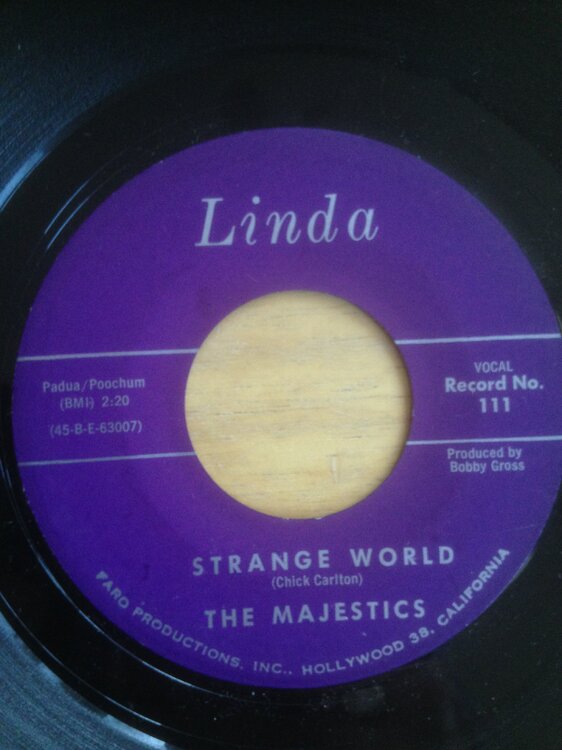 Linda
Padua/Poochum
(BMI) 2:20
(45-B-E-63007)
VOCAL
Record No.
111
Produced by
Bobby Gross
STRANGE WORLD
(Chick Carlton)
THE MAJESTICS
FARO PRODUCTIONS, INC., HOLLYWOOD 38, CALIFORNIA